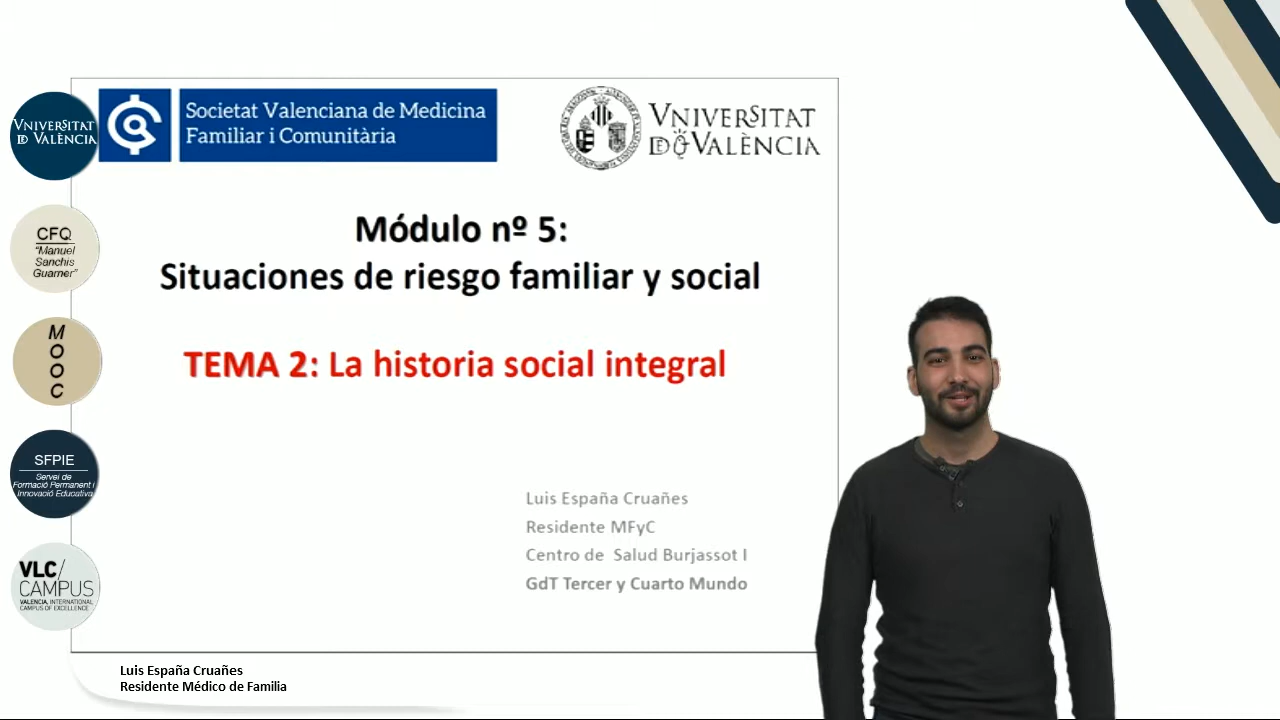 Societat Valenciana de Medicina
Familiar i Comunitària
VNIVERSITAT
DE VALÈNCIA
VNIVERSITAT
DE VALÈNCIA
CFQ
"Manuel
Sanchis
Guarner"
M
O
O
C
SFPIE
Servei de
Formació Permanent i
Innovació Educativa
VLC/
CAMPUS
VALENCIA, INTERNATIONAL
CAMPUS OF EXCELLENCE
Módulo nº 5:
Situaciones de riesgo familiar y social
TEMA 2: La historia social integral
Luis España Cruañes
Residente MFyC
Centro de Salud Burjassot I
GdT Tercer y Cuarto Mundo
Luis España Cruañes
Residente Médico de Familia